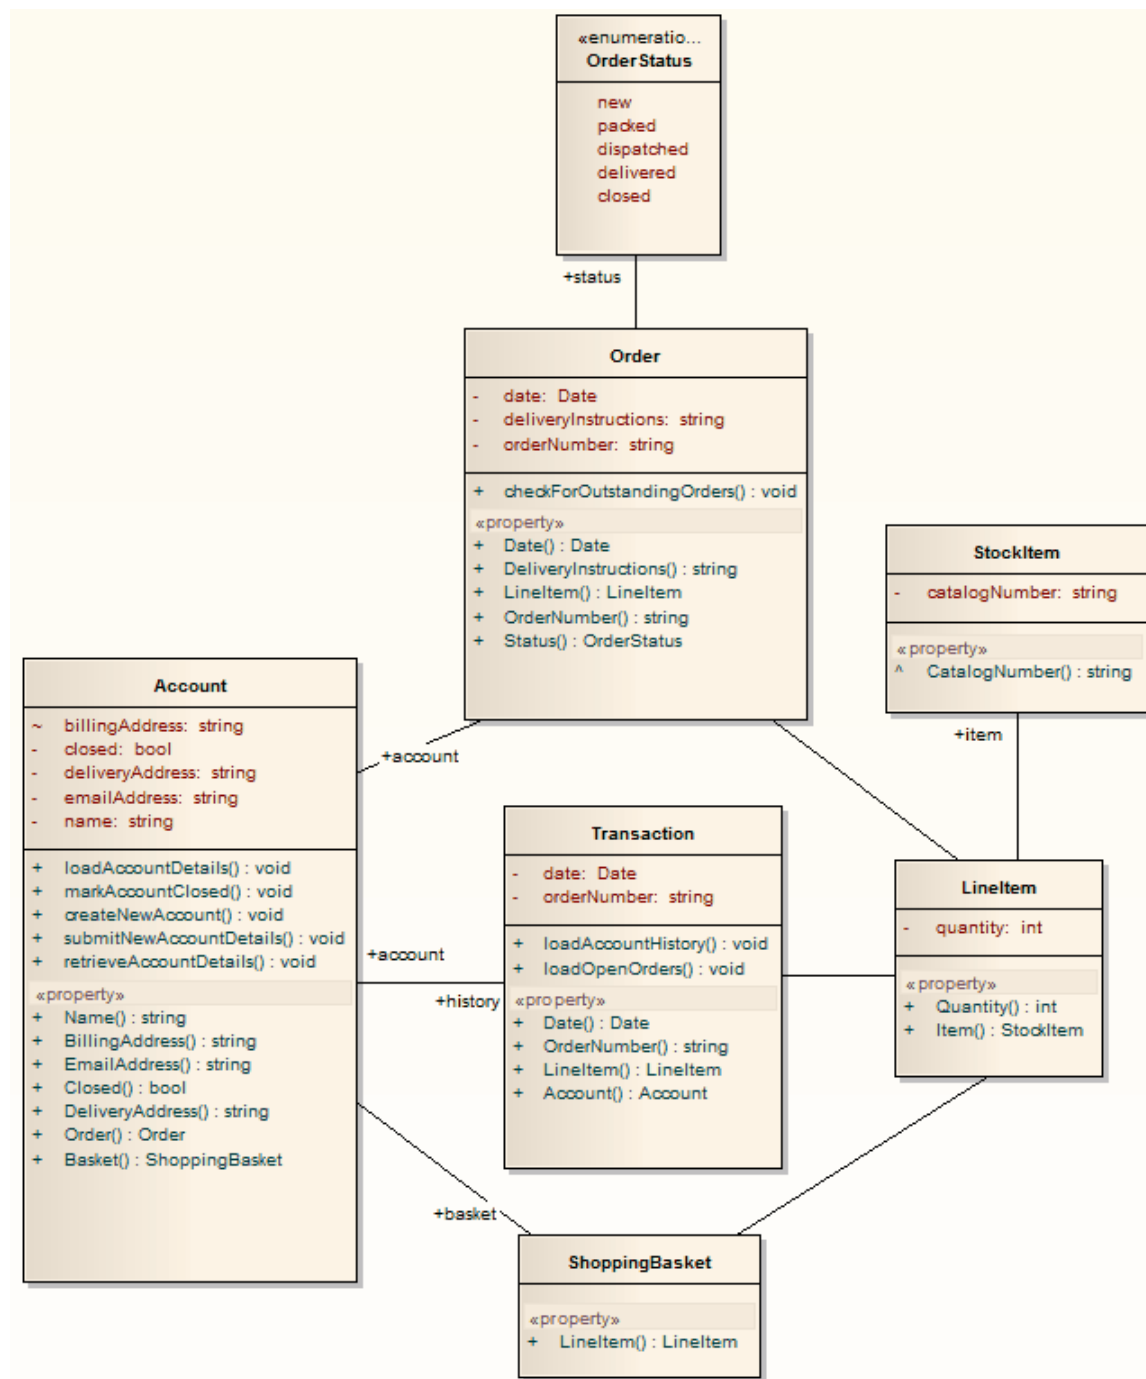 «enumeratio...
OrderStatus
new
packed
dispatched
delivered
closed
+status
Order
- date: Date
- deliveryInstructions: string
- orderNumber: string
+ checkForOutstandingOrders() : void
«property»
+ Date() : Date
+ DeliveryInstructions() : string
+ LineItem() : LineItem
+ OrderNumber() : string
+ Status() : OrderStatus
StockItem
- catalogNumber: string
«property»
^ CatalogNumber() : string
+item
Account
~ billingAddress: string
- closed: bool
- deliveryAddress: string
- emailAddress: string
- name: string
+ loadAccountDetails() : void
+ markAccountClosed() : void
+ createNewAccount() : void
+ submitNewAccountDetails() : void
+ retrieveAccountDetails() : void
«property»
+ Name() : string
+ BillingAddress() : string
+ EmailAddress() : string
+ Closed() : bool
+ DeliveryAddress() : string
+ Order() : Order
+ Basket() : ShoppingBasket
+account
+account
+history
Transaction
- date: Date
- orderNumber: string
+ loadAccountHistory() : void
+ loadOpenOrders() : void
«property»
+ Date() : Date
+ OrderNumber() : string
+ LineItem() : LineItem
+ Account() : Account
LineItem
- quantity: int
«property»
+ Quantity() : int
+ Item() : StockItem
+basket
ShoppingBasket
«property»
+ LineItem() : LineItem